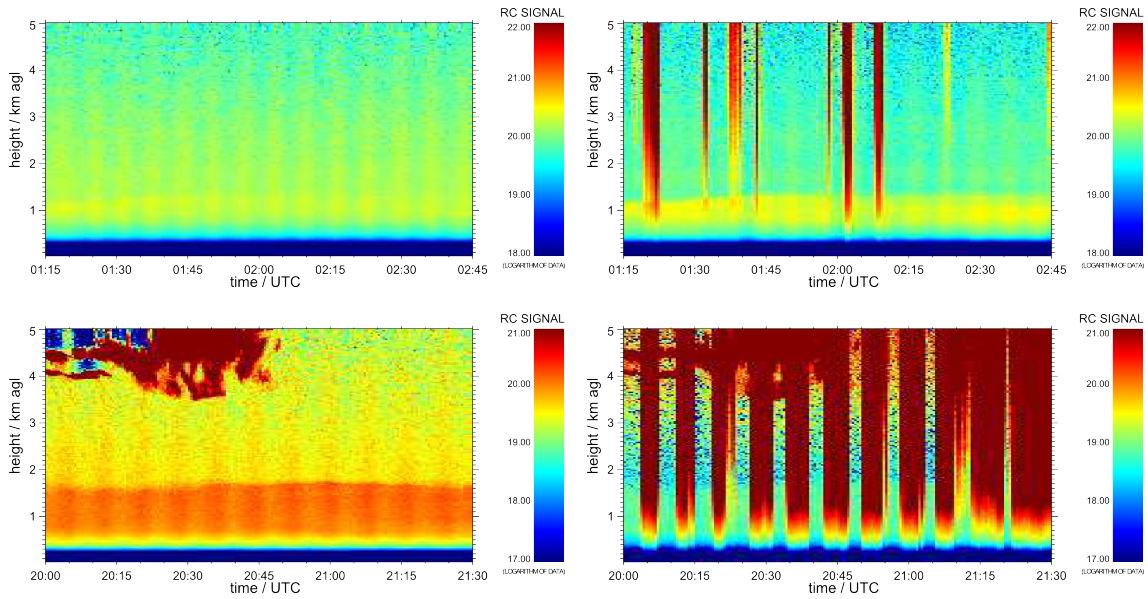 RC SIGNAL
5
4
3
2
1
height / km agl
22.00
21.00
20.00
19.00
18.00
(LOGARITHM OF DATA)
01:15 01:30 01:45 02:00 02:15 02:30 02:45
time / UTC
RC SIGNAL
5
4
3
2
1
height / km agl
22.00
21.00
20.00
19.00
18.00
(LOGARITHM OF DATA)
01:15 01:30 01:45 02:00 02:15 02:30 02:45
time / UTC
RC SIGNAL
5
4
3
2
1
height / km agl
21.00
20.00
19.00
18.00
17.00
(LOGARITHM OF DATA)
20:00 20:15 20:30 20:45 21:00 21:15 21:30
time / UTC
RC SIGNAL
5
4
3
2
1
height / km agl
21.00
20.00
19.00
18.00
17.00
(LOGARITHM OF DATA)
20:00 20:15 20:30 20:45 21:00 21:15 21:30
time / UTC